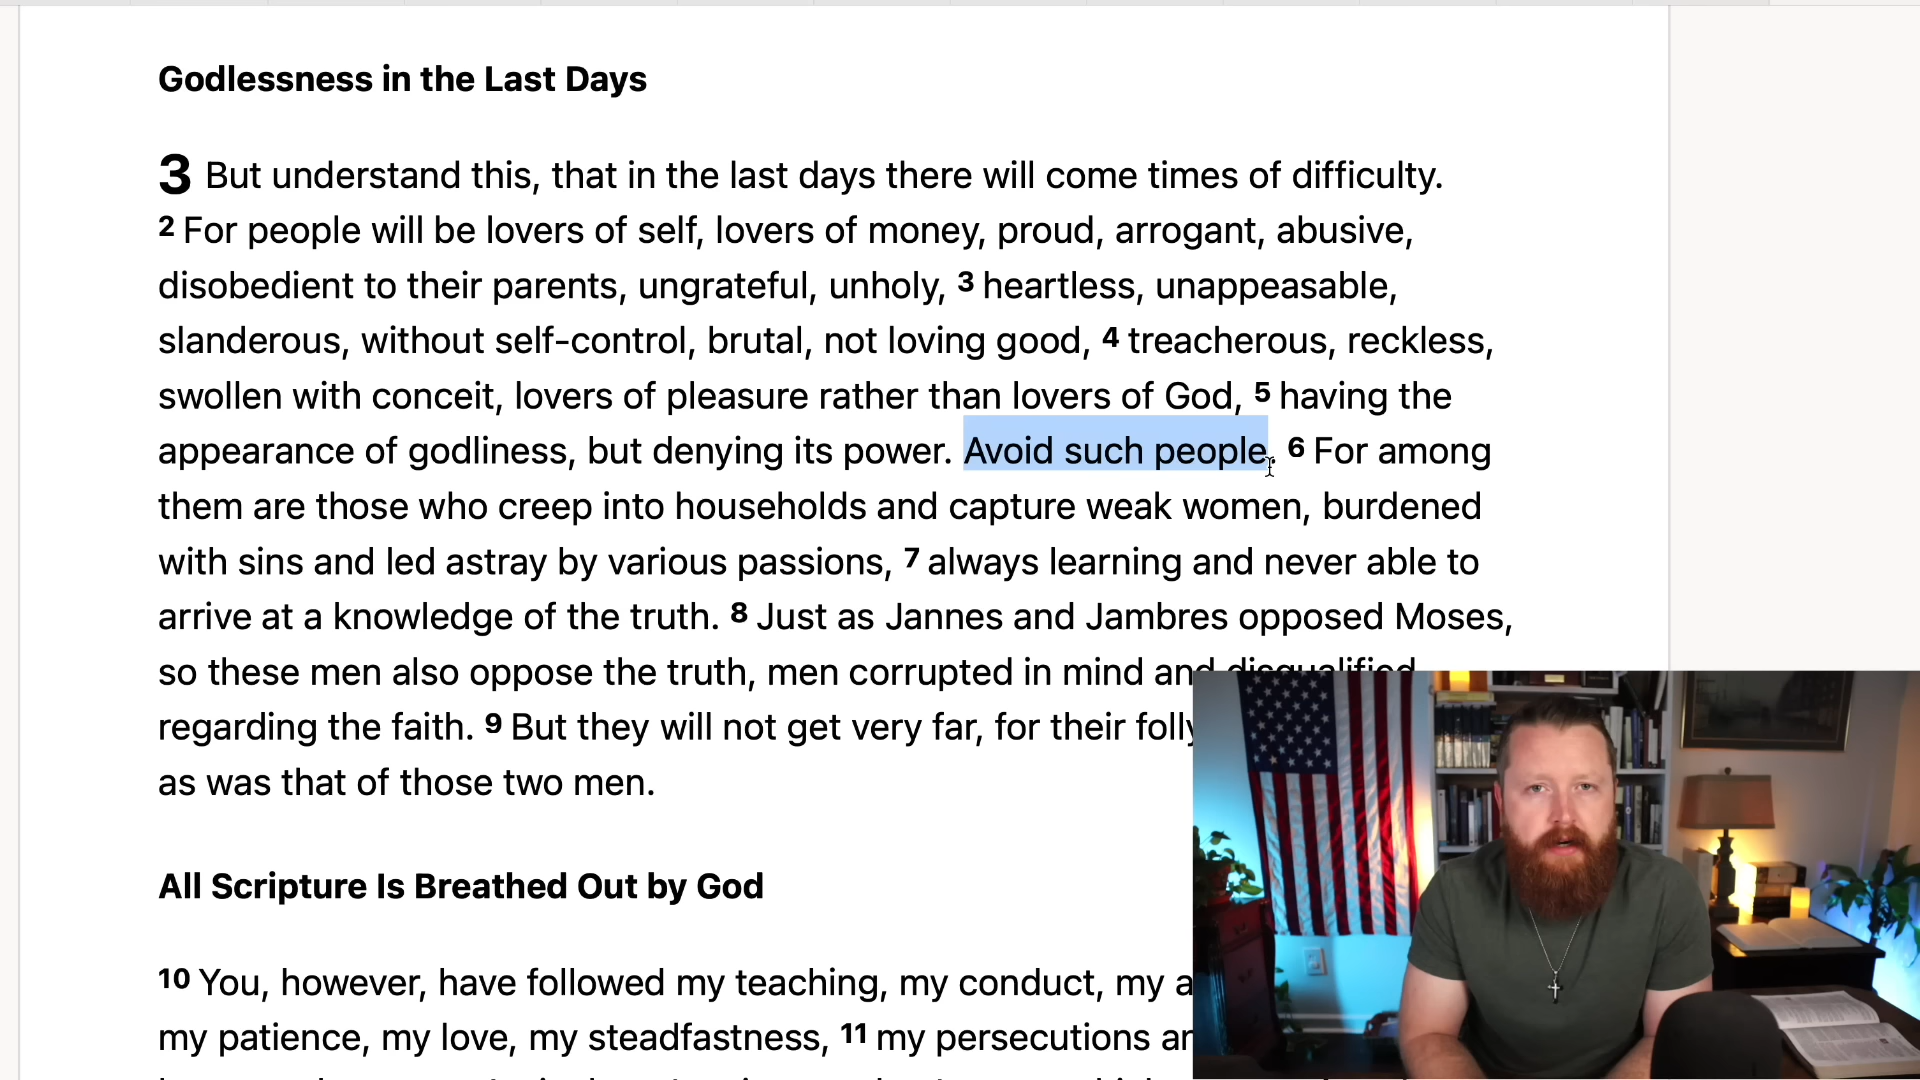 Godlessness in the Last Days
3 But understand this, that in the last days there will come times of difficulty.
2 For people will be lovers of self, lovers of money, proud, arrogant, abusive,
disobedient to their parents, ungrateful, unholy, 3 heartless, unappeasable,
slanderous, without self-control, brutal, not loving good, 4 treacherous, reckless,
swollen with conceit, lovers of pleasure rather than lovers of God, 5 having the
appearance of godliness, but denying its power. Avoid such people. 6 For among
them are those who creep into households and capture weak women, burdened
with sins and led astray by various passions, 7 always learning and never able to
arrive at a knowledge of the truth. 8 Just as Jannes and Jambres opposed Moses,
so these men also oppose the truth, men corrupted in mind and disqualified
regarding the faith. 9 But they will not get very far, for their folly
as was that of those two men.
All Scripture Is Breathed Out by God
10 You, however, have followed my teaching, my conduct, my a
my patience, my love, my steadfastness, 11 my persecutions an